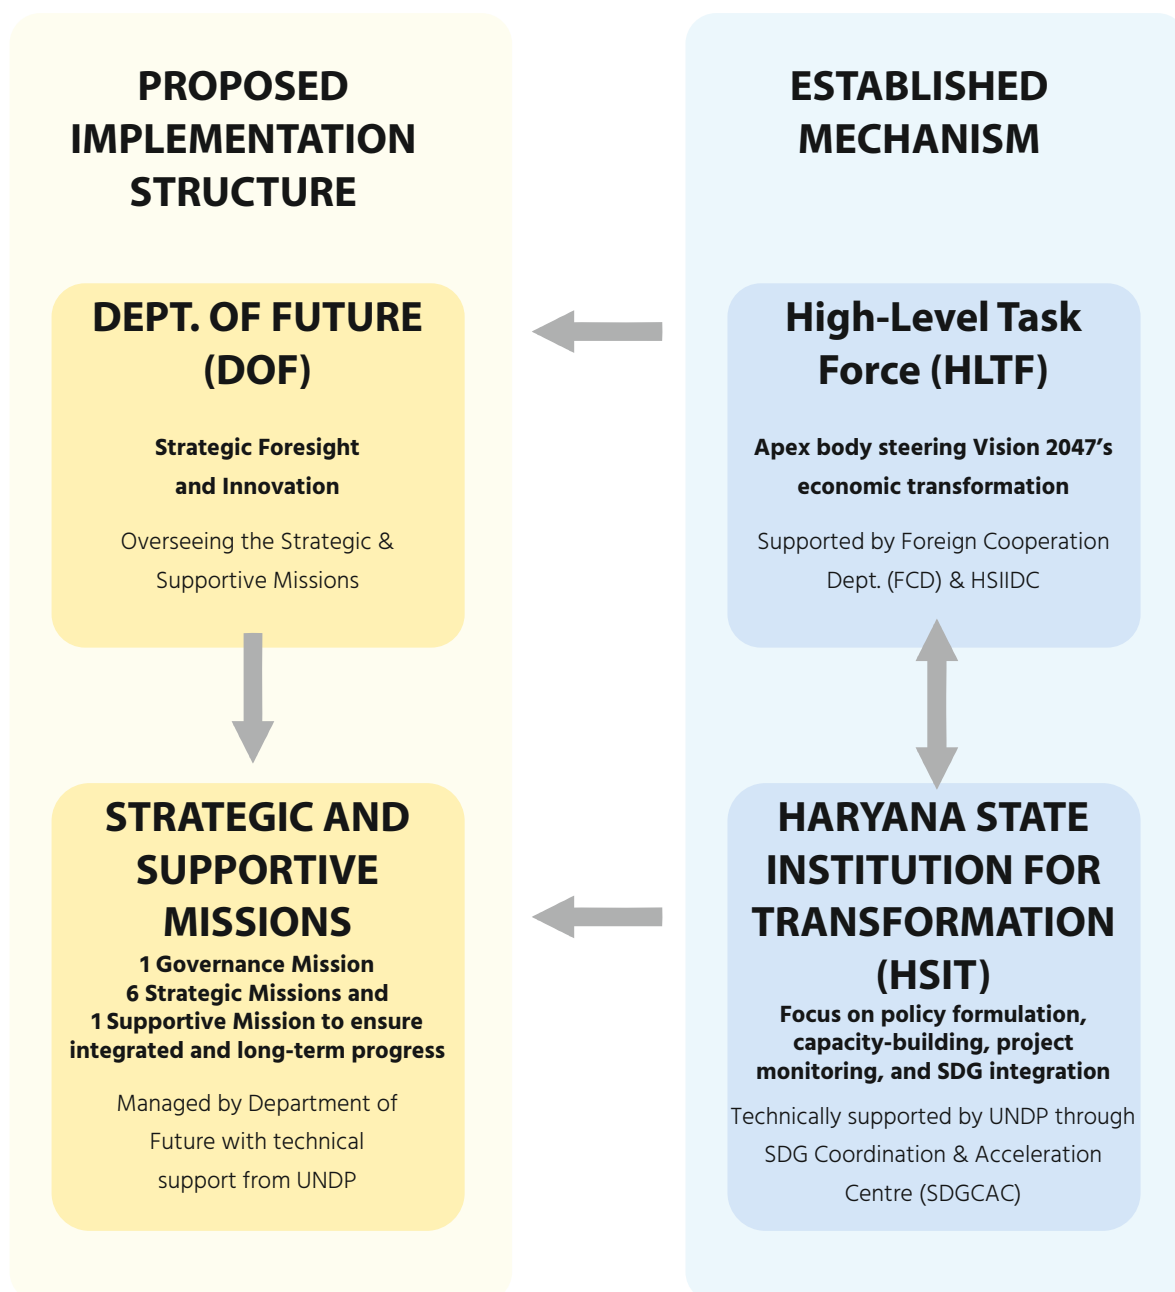 PROPOSED
IMPLEMENTATION
STRUCTURE
DEPT. OF FUTURE
(DOF)
Strategic Foresight
and Innovation
Overseeing the Strategic &
Supportive Missions
STRATEGIC AND
SUPPORTIVE
MISSIONS
1 Governance Mission
6 Strategic Missions and
1 Supportive Mission to ensure
integrated and long-term progress
Managed by Department of
Future with technical
support from UNDP
ESTABLISHED
MECHANISM
High-Level Task
Force (HLTF)
Apex body steering Vision 2047’s
economic transformation
Supported by Foreign Cooperation
Dept. (FCD) & HSIIDC
HARYANA STATE
INSTITUTION FOR
TRANSFORMATION
(HSIT)
Focus on policy formulation,
capacity-building, project
monitoring, and SDG integration
Technically supported by UNDP through
SDG Coordination & Acceleration
Centre (SDGCAC)